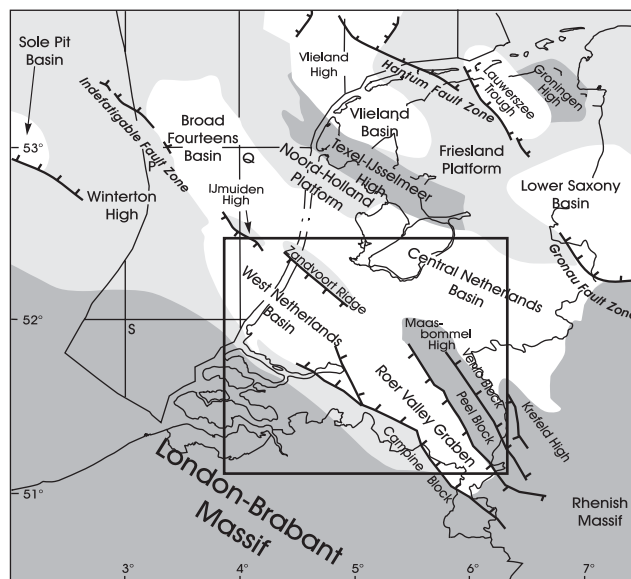 Sole Pit
Basin
Vlieland
High
Hantum Fault Zone
Lauwerszee
Trough
Groningen
High
Indefatigable Fault Zone
Broad
Fourteens
Basin
Vlieland
Basin
53°
Q
Texel-IJsselmeer
High
Noord-Holland
Platform
Friesland
Platform
Winterton
High
IJmuiden
High
Lower Saxony
Basin
Zandvoort Ridge
Central Netherlands
Basin
Gronau Fault Zone
West Netherlands
Basin
52°
S
Maas-
bommel
High
Venlo Block
Peel Block
Roer Valley Graben
Krefeld High
Campine Block
London-Brabant
Massif
51°
Rhenish
Massif
3°
4°
5°
6°
7°